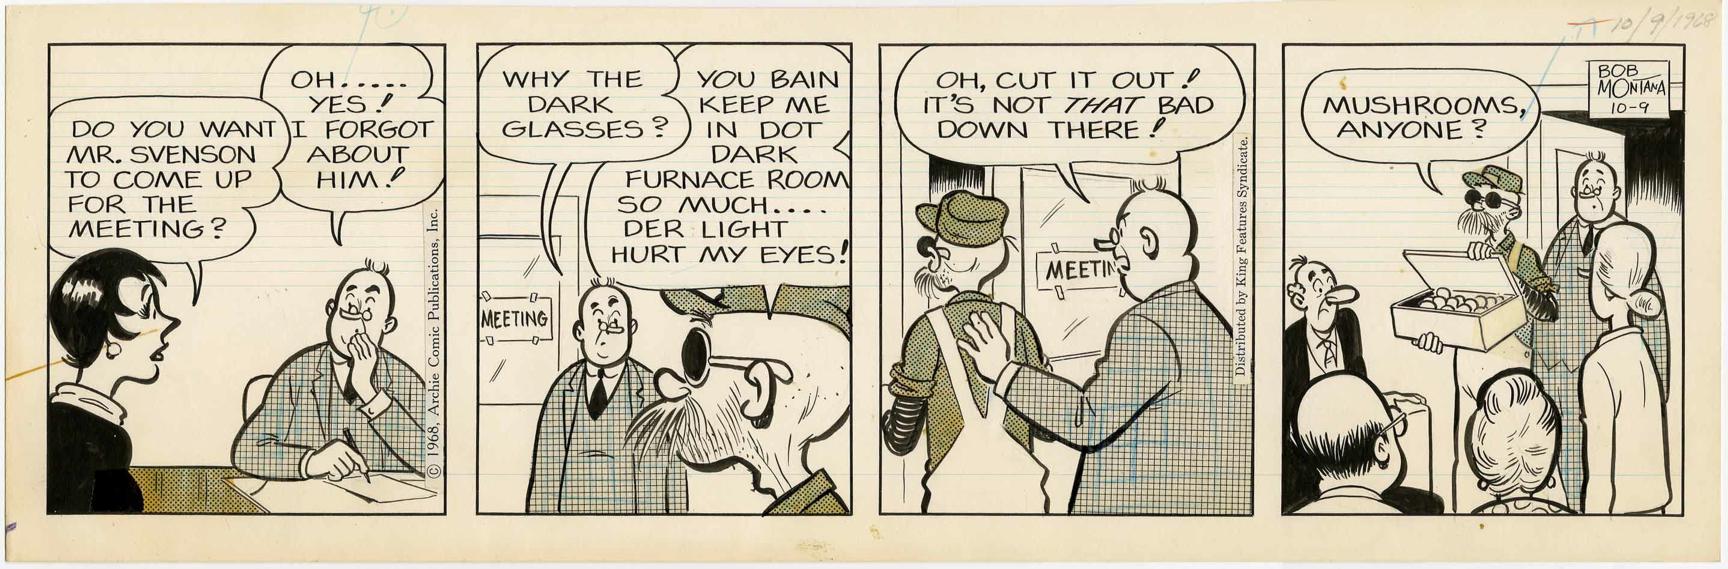 10/9/1968
DO YOU WANT
MR. SVENSON
TO COME UP
FOR THE
MEETING?
OH.....
YES!
I FORGOT
ABOUT
HIM!
© 1968, Archie Comic Publications, Inc.
WHY THE
DARK
GLASSES?
YOU BAIN
KEEP ME
IN DOT
DARK
FURNACE ROOM
SO MUCH....
DER LIGHT
HURT MY EYES!
MEETING
OH, CUT IT OUT!
IT'S NOT THAT BAD
DOWN THERE!
MEETIN
Distributed by King Features Syndicate.
MUSHROOMS,
ANYONE?
BOB
MONTANA
10-9